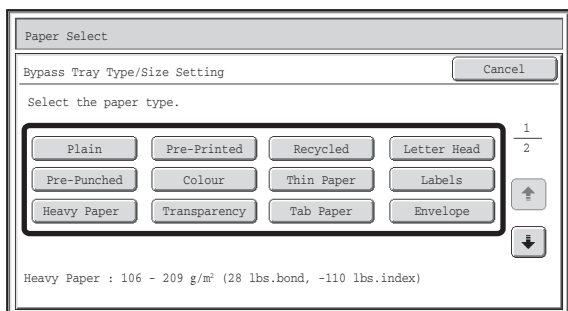 Paper Select
Bypass Tray Type/Size Setting Cancel
Select the paper type.
1
2
Plain Pre-Printed Recycled Letter Head
Pre-Punched Colour Thin Paper Labels
Heavy Paper Transparency Tab Paper Envelope
Heavy Paper : 106 - 209 g/m² (28 lbs.bond, -110 lbs.index)